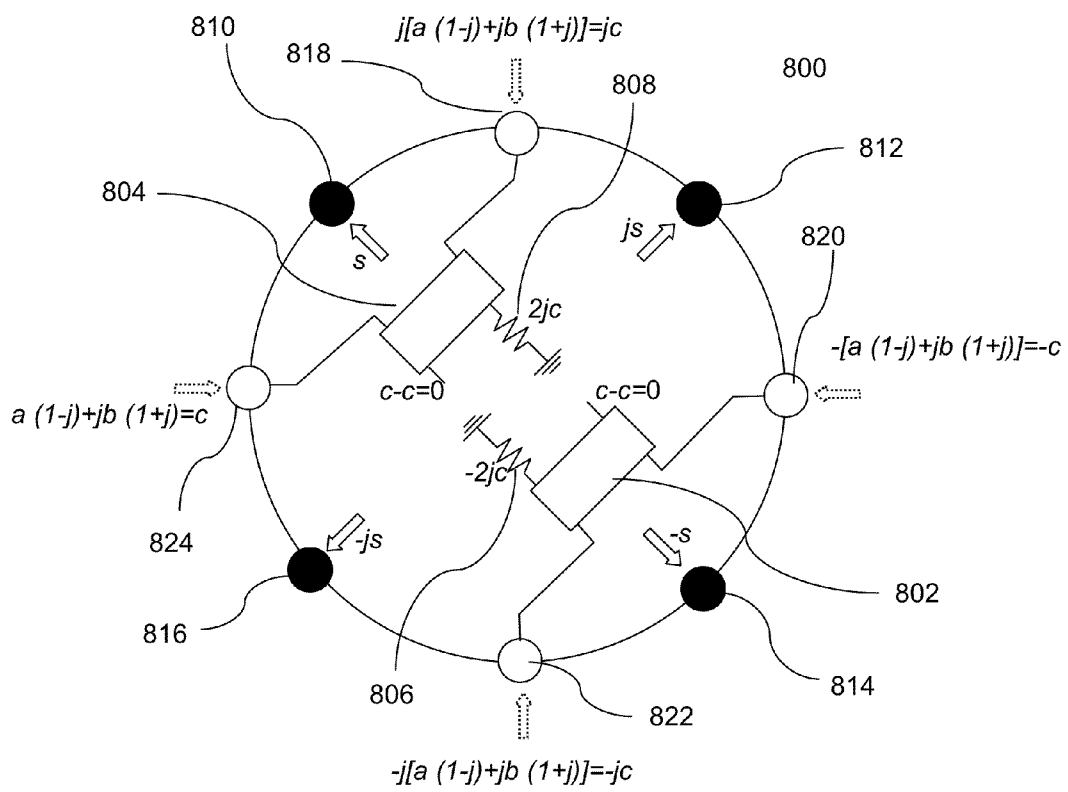 j[a (1-j)+jb (1+j)]=jc
810
818
800
808
812
804
js
820
s
2jc
-[a (1-j)+jb (1+j)]=-c
c-c=0
c-c=0
a (1-j)+jb (1+j)=c
-2jc
824
-js
-s
802
816
814
806
822
-j[a (1-j)+jb (1+j)]=-jc